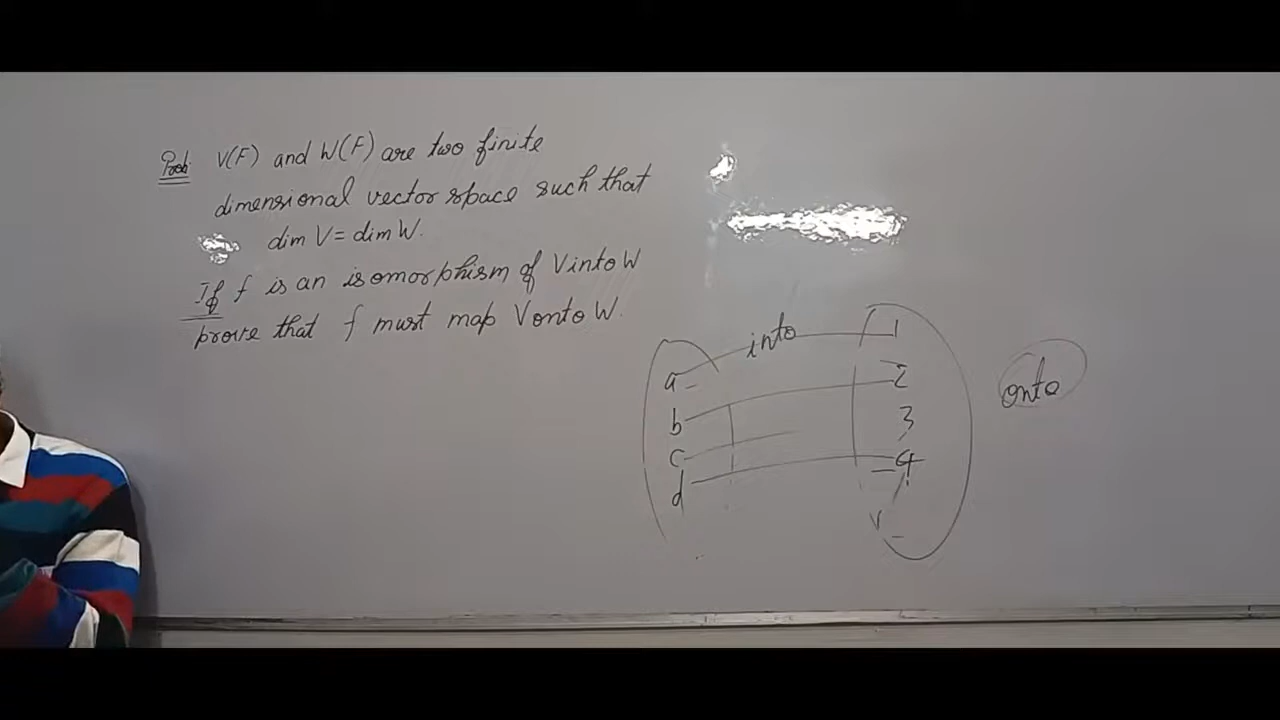 Prob: V(F) and W(F) are two finite
dimensional vector space such that
dim V = dim W.
If f is an isomorphism of V into W
prove that f must map V onto W.
into
a
b
c
d
1
2
3
4
onto